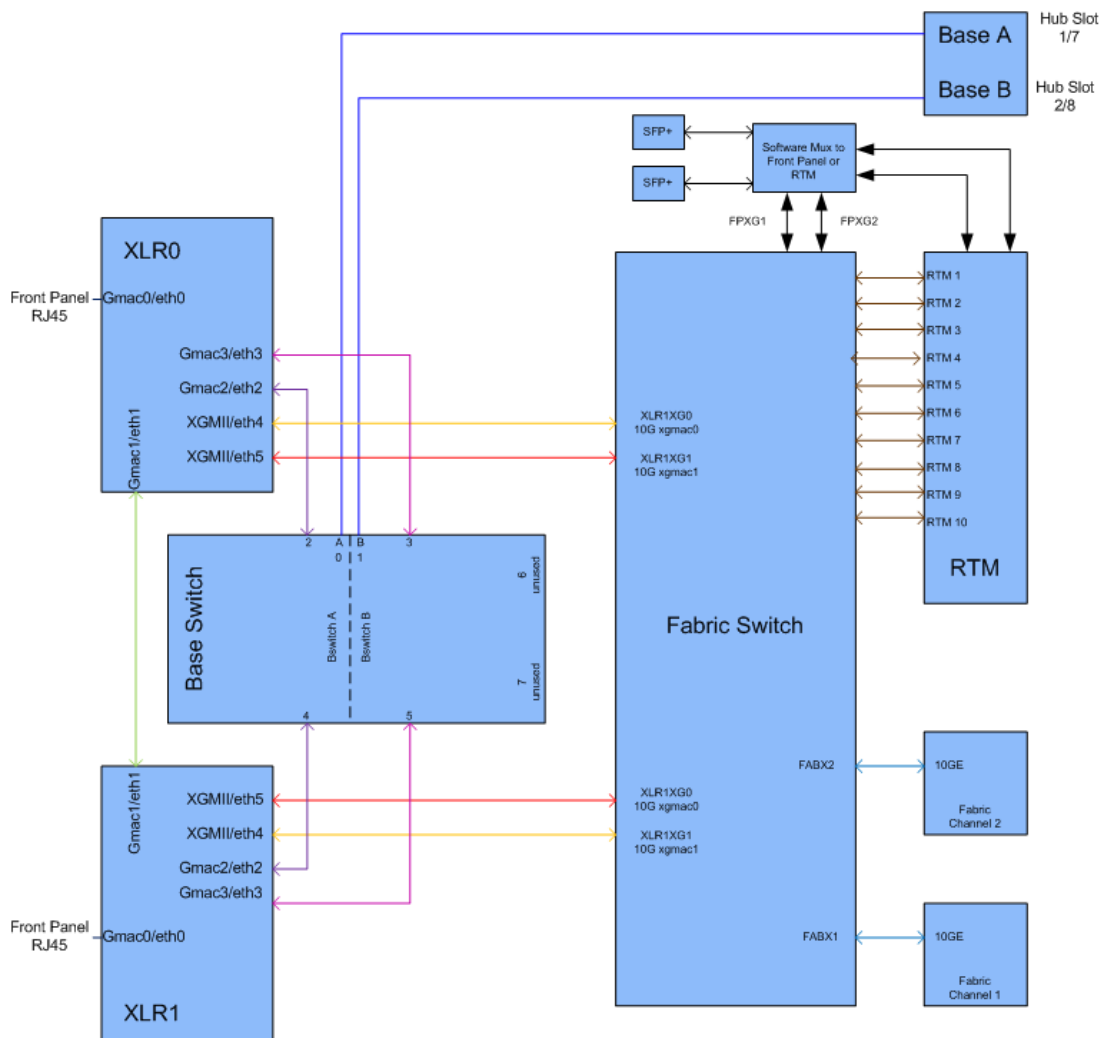 Base A
Hub Slot
1/7
Base B
Hub Slot
2/8
SFP+
SFP+
Software Mux to
Front Panel or
RTM
FPXG1
FPXG2
XLR0
Front Panel
RJ45
Gmac0/eth0
Gmac3/eth3
Gmac2/eth2
XGMII/eth4
XGMII/eth5
Gmac1/eth1
XLR1XG0
10G xgmac0
XLR1XG1
10G xgmac1
RTM 1
RTM 2
RTM 3
RTM 4
RTM 5
RTM 6
RTM 7
RTM 8
RTM 9
RTM 10
RTM
2
A
0
B
1
3
6
unused
Base Switch
Bswitch A
Bswitch B
7
unused
4
5
Fabric Switch
Gmac1/eth1
XGMII/eth5
XGMII/eth4
Gmac2/eth2
Gmac3/eth3
Front Panel
RJ45
Gmac0/eth0
XLR1
XLR1XG0
10G xgmac0
XLR1XG1
10G xgmac1
FABX2
10GE
Fabric
Channel 2
FABX1
10GE
Fabric
Channel 1